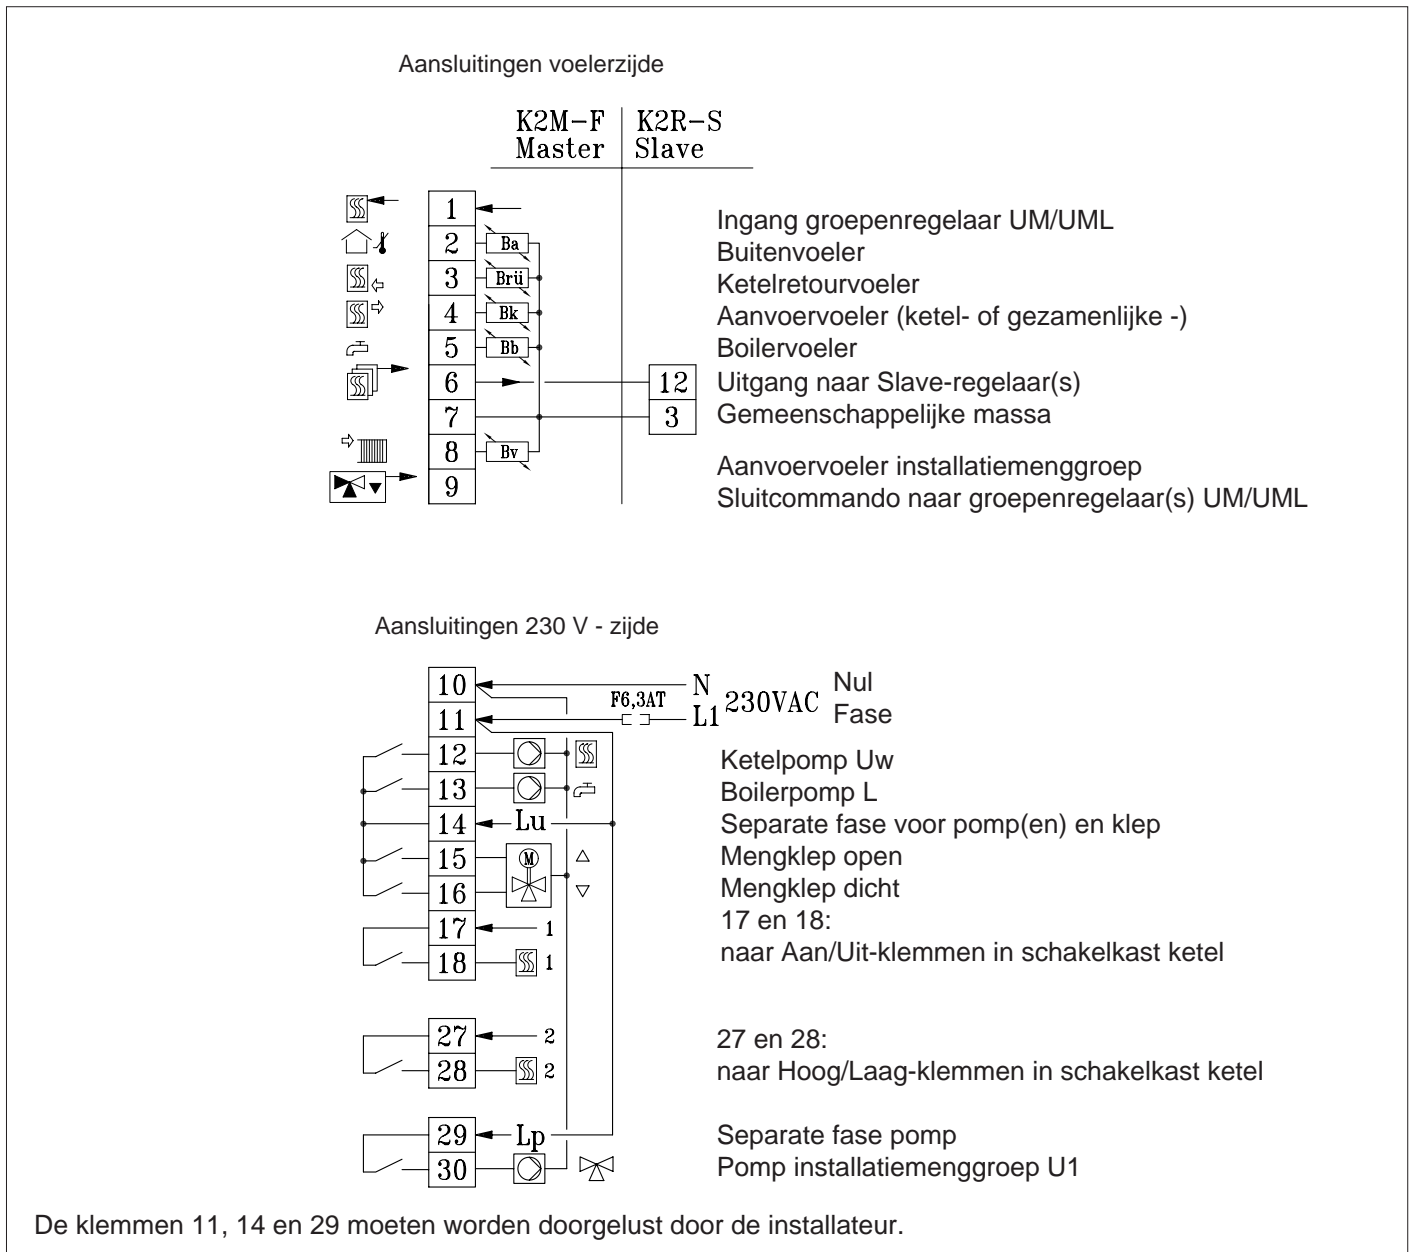 Aansluitingen voelerzijde
K2M-F K2R-S
Master Slave
1 Ingang groepenregelaar UM/UML
2 Ba Buitenvoeler
3 Brü Ketelretourvoeler
4 Bk Aanvoervoeler (ketel- of gezamenlijke -)
5 Bb Boilervoeler
6 12 Uitgang naar Slave-regelaar(s)
7 3 Gemeenschappelijke massa
8 Bv Aanvoervoeler installatiemenggroep
9 Sluitcommando naar groepenregelaar(s) UM/UML
Aansluitingen 230 V - zijde
10 N 230VAC Nul
11 F6,3AT L1 Fase
12 Ketelpomp Uw
13 Boilerpomp L
14 Lu Separate fase voor pomp(en) en klep
15 M Mengklep open
16 Mengklep dicht
17 1 17 en 18:
18 1 naar Aan/Uit-klemmen in schakelkast ketel
27 2 27 en 28:
28 2 naar Hoog/Laag-klemmen in schakelkast ketel
29 Lp Separate fase pomp
30 Pomp installatiemenggroep U1
De klemmen 11, 14 en 29 moeten worden doorgelust door de installateur.